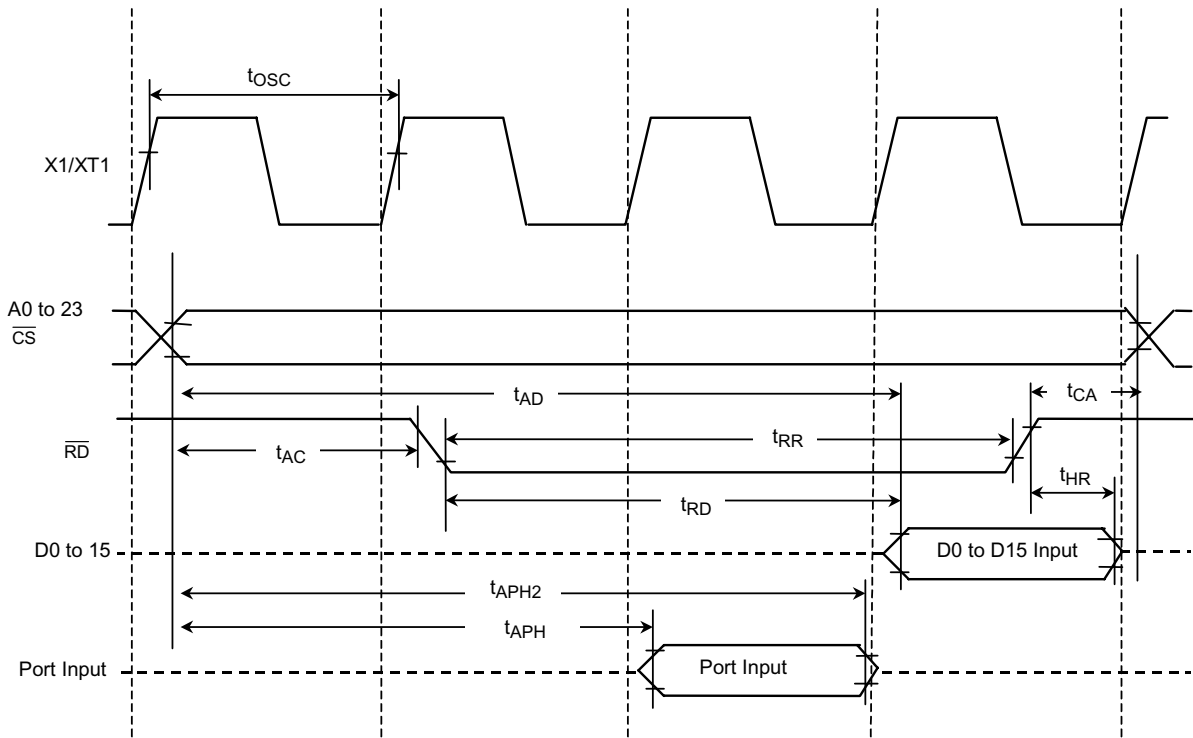 tOSC
X1/XT1
A0 to 23
CS
tAD
tCA
RD
tAC
tRR
tHR
tRD
D0 to 15
D0 to D15 Input
tAPH2
tAPH
Port Input
Port Input